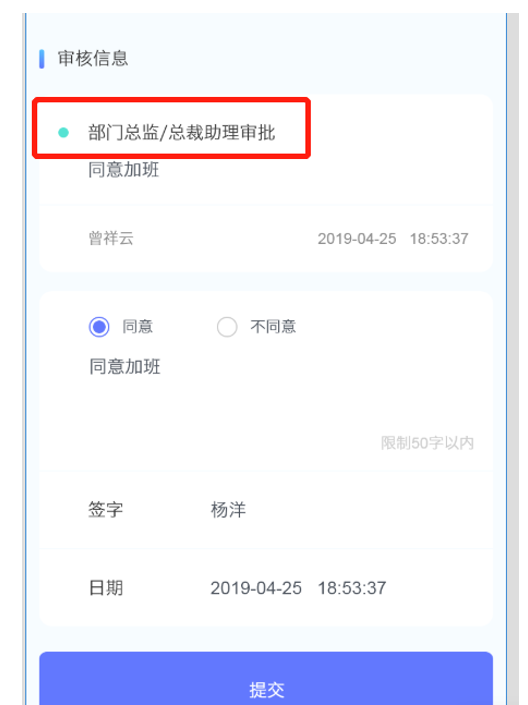 审核信息
部门总监/总裁助理审批
同意加班
曾祥云 2019-04-25 18:53:37
同意 不同意
同意加班
限制50字以内
签字 杨洋
日期 2019-04-25 18:53:37
提交